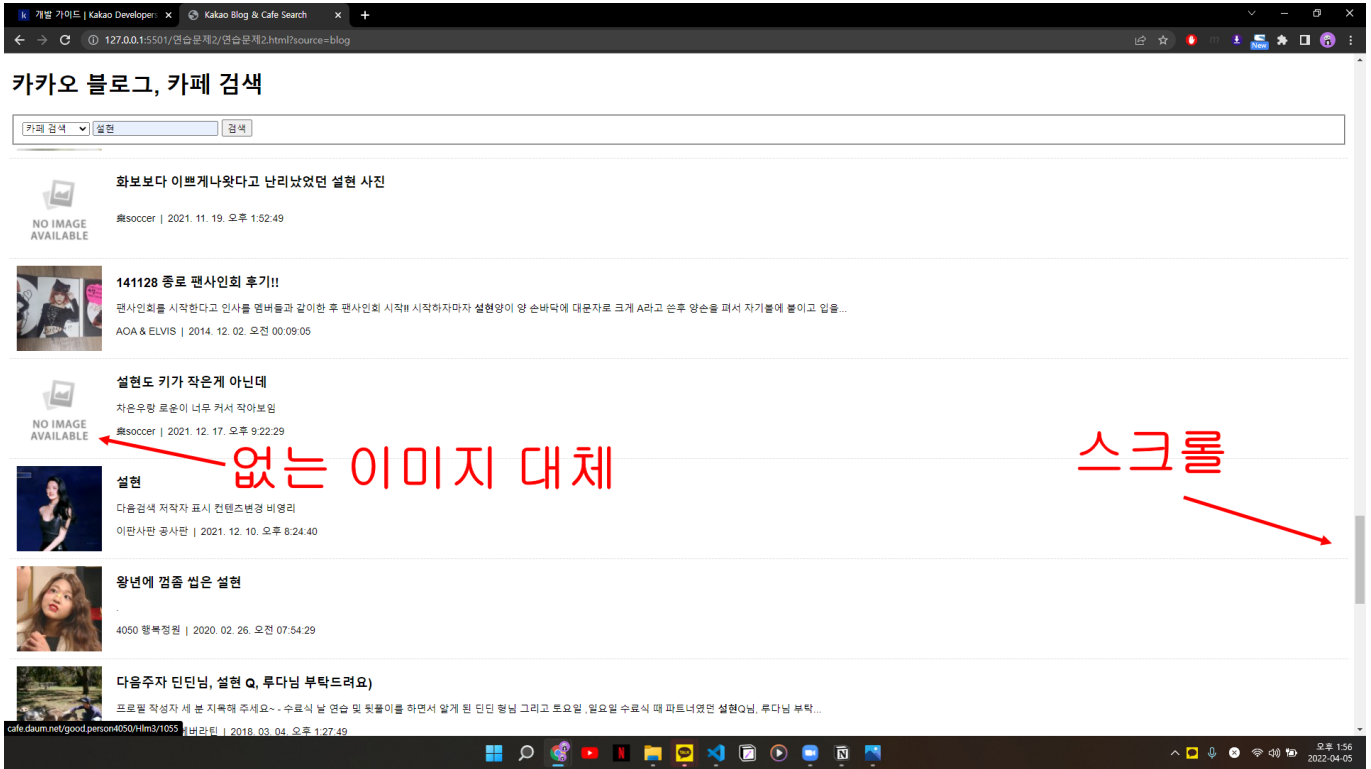 개발 가이드 | Kakao Developers
Kakao Blog & Cafe Search
127.0.0.1:5501/연습문제2/연습문제2.html?source=blog
New
카카오 블로그, 카페 검색
카페 검색 설현 검색
화보보다 이쁘게나왓다고 난리났었던 설현 사진
NO IMAGE AVAILABLE
soccer | 2021. 11. 19. 오후 1:52:49
141128 종로 팬사인회 후기!!
팬사인회를 시작한다고 인사를 멤버들과 같이한 후 팬사인회 시작!! 시작하자마자 설현양이 양 손바닥에 대문자로 크게 A라고 쓴후 양손을 펴서 자기볼에 붙이고 입을...
AOA & ELVIS | 2014. 12. 02. 오전 00:09:05
설현도 키가 작은게 아닌데
차은우랑 로운이 너무 커서 작아보임
NO IMAGE AVAILABLE
soccer | 2021. 12. 17. 오후 9:22:29
없는 이미지 대체
스크롤
설현
다음검색 저작자 표시 컨텐츠변경 비영리
이판사판 공사판 | 2021. 12. 10. 오후 8:24:40
왕년에 껌좀 씹은 설현
.
4050 행복정원 | 2020. 02. 26. 오전 07:54:29
다음주자 딘딘님, 설현 Q, 루다님 부탁드려요)
프로필 작성자 세 분 지목해 주세요~ - 수료식 날 연습 및 뒷풀이를 하면서 알게 된 딘딘 형님 그리고 토요일 ,일요일 수료식 때 파트너였던 설현Q님, 루다님 부탁...
cafe.daum.net/good.person4050/Hlm3/1055
에버라틴 | 2018. 03. 04. 오후 1:27:49
오후 1:56
2022-04-05